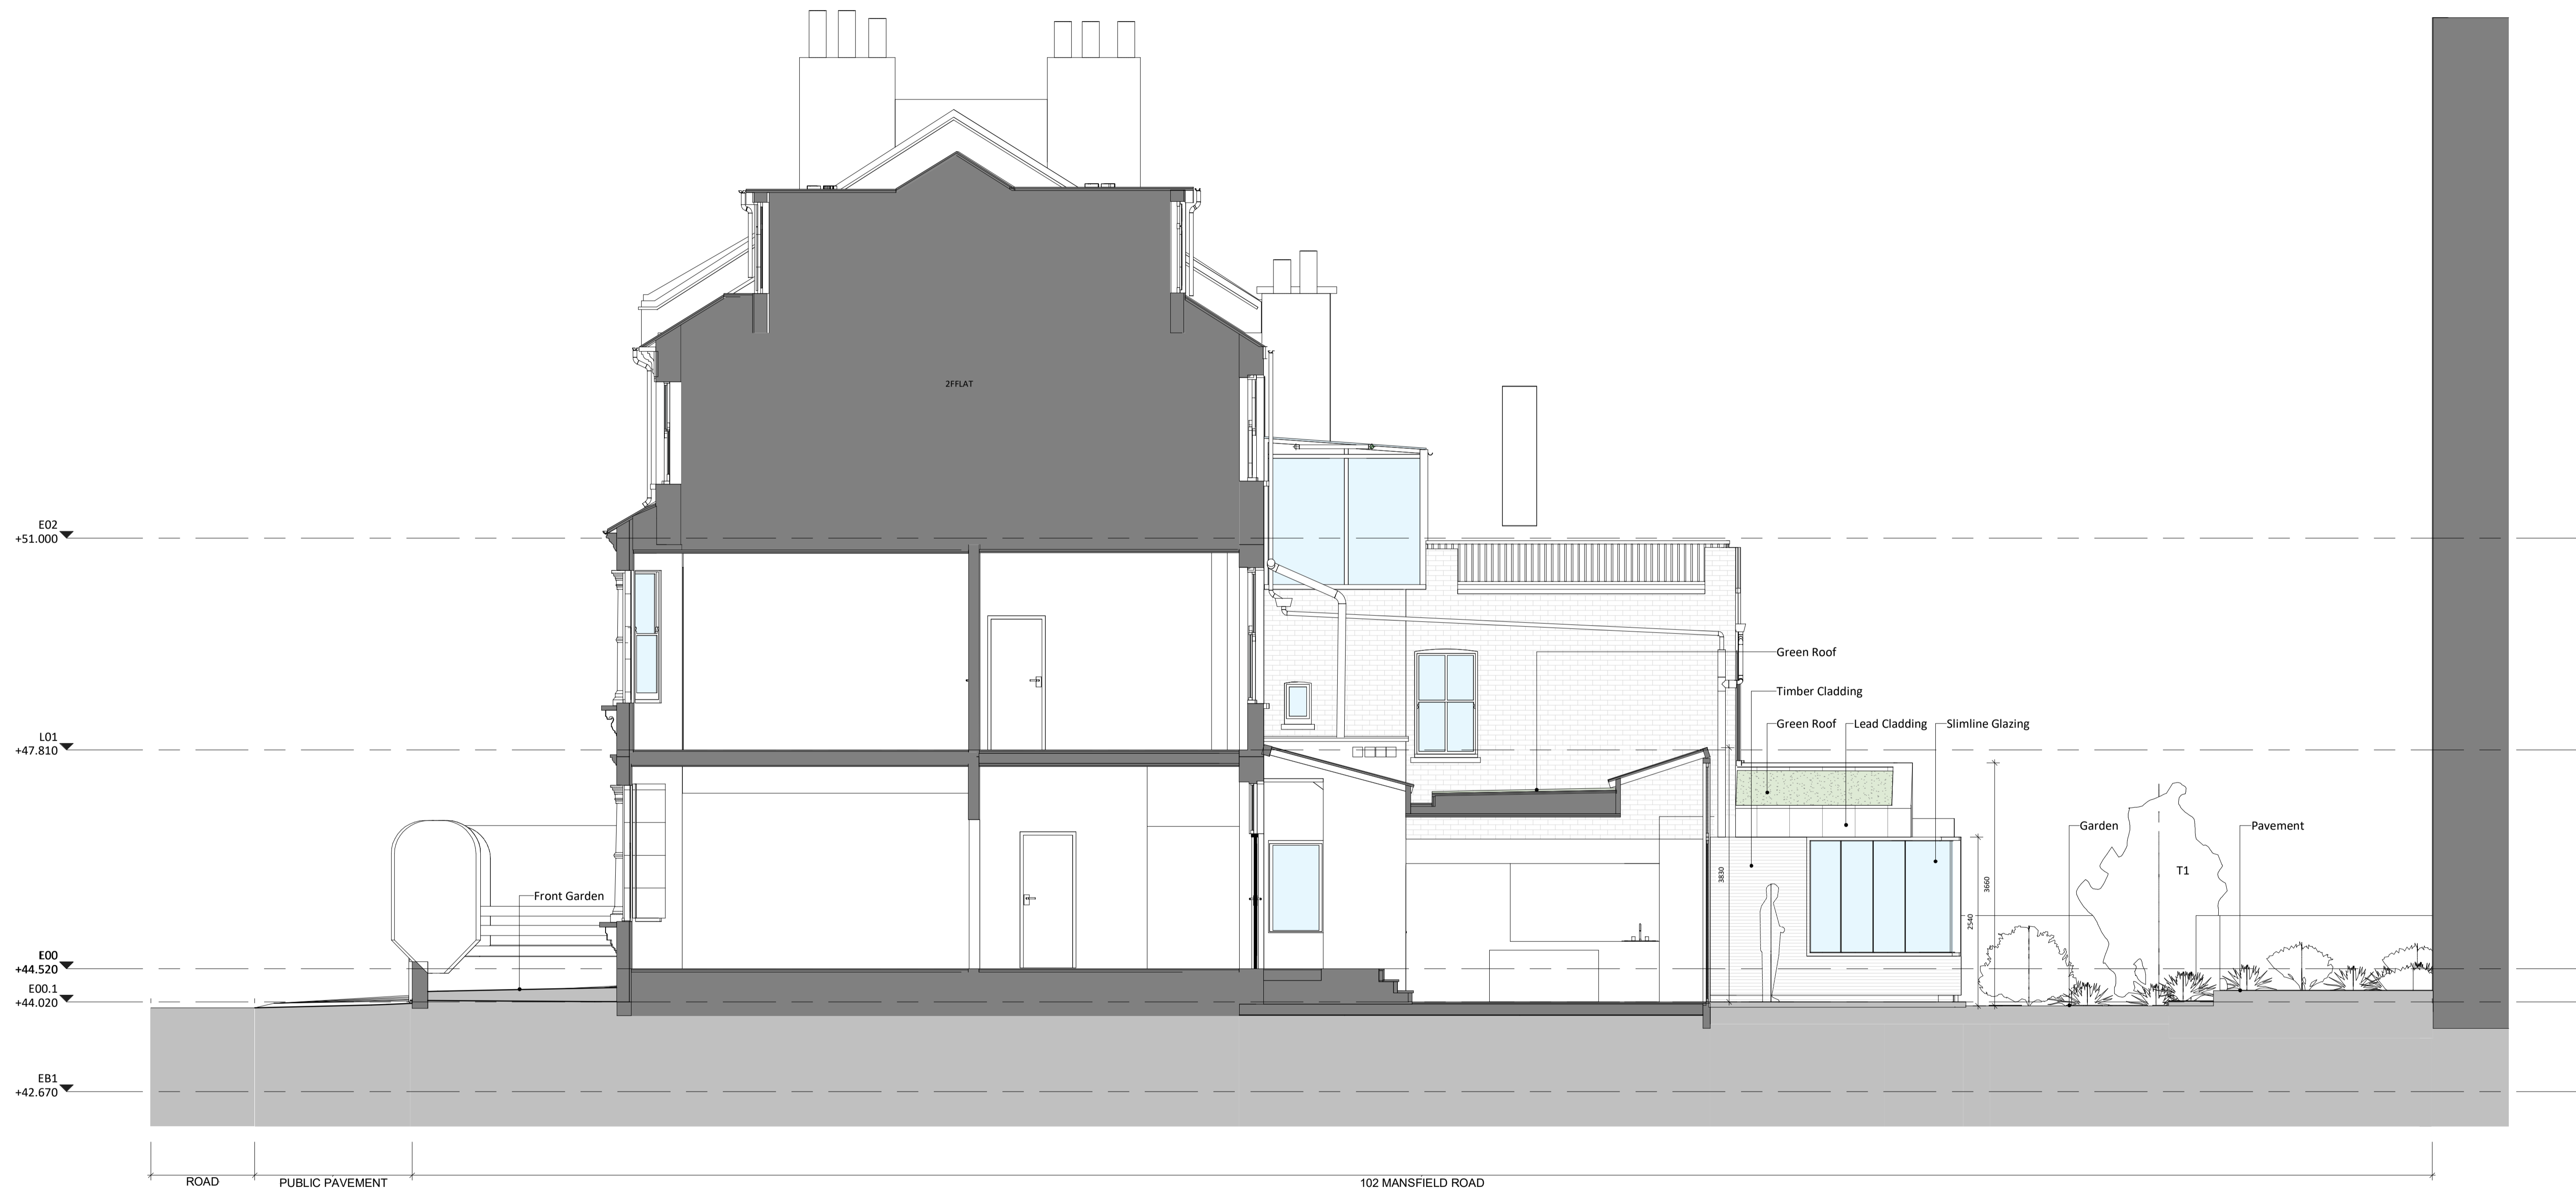 2FFLAT
E02
+51.000
Green Roof
Timber Cladding
Green Roof
Lead Cladding
Slimline Glazing
L01
+47.810
Garden
Pavement
T1
3830
3660
Front Garden
2540
E00
+44.520
E00.1
+44.020
EB1
+42.670
ROAD
PUBLIC PAVEMENT
102 MANSFIELD ROAD